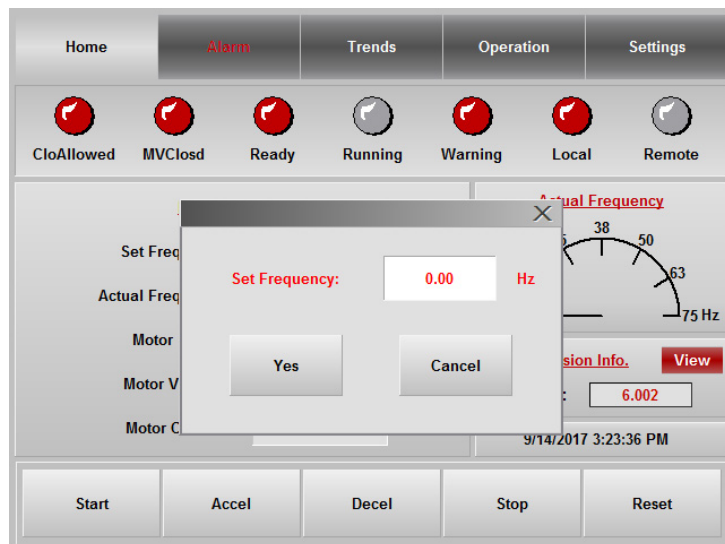 Home Alarm Trends Operation Settings
CloAllowed MVClosd Ready Running Warning Local Remote
Actual Frequency
38
50
63
75 Hz
Set Freq
Actual Freq
Motor
Motor V
Motor C
Set Frequency: 0.00 Hz
Yes Cancel
sion Info. View
: 6.002
9/14/2017 3:23:36 PM
Start Accel Decel Stop Reset